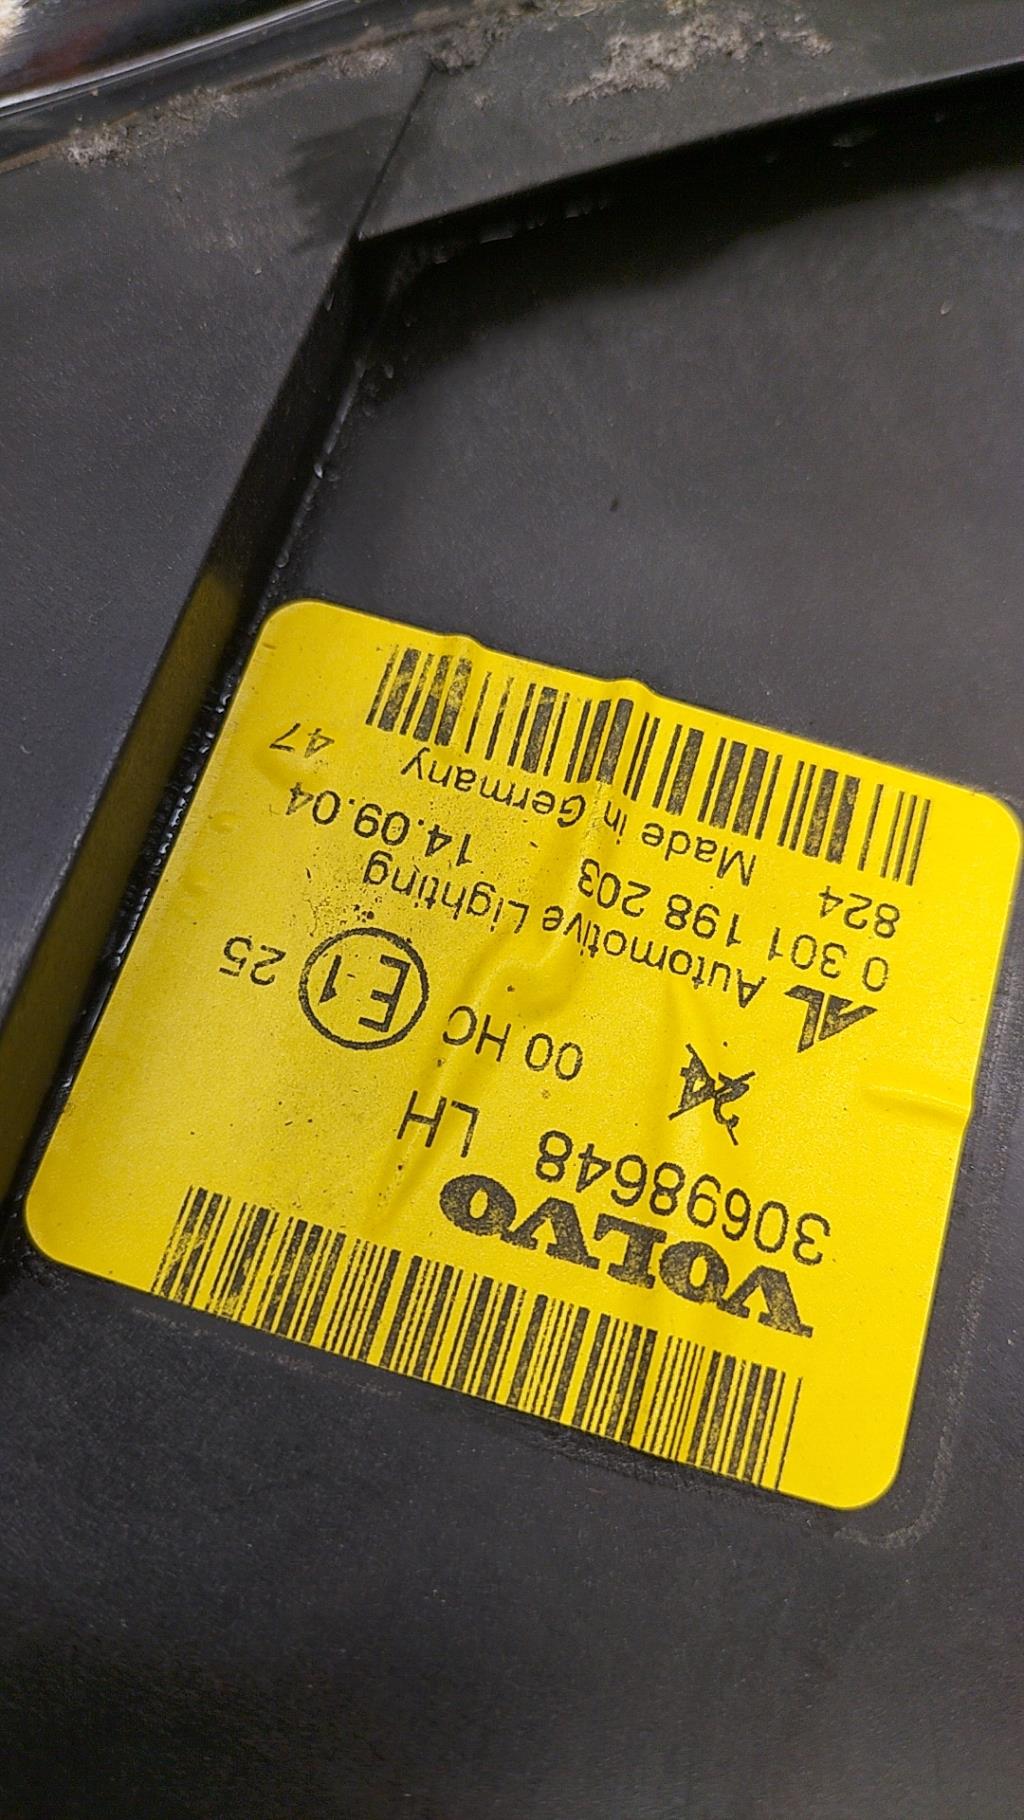 VOLVO
30698648 LH
24
00 HC E1 25
AL Automotive Lighting
0 301 198 203 14.09.04
824 Made in Germany 47